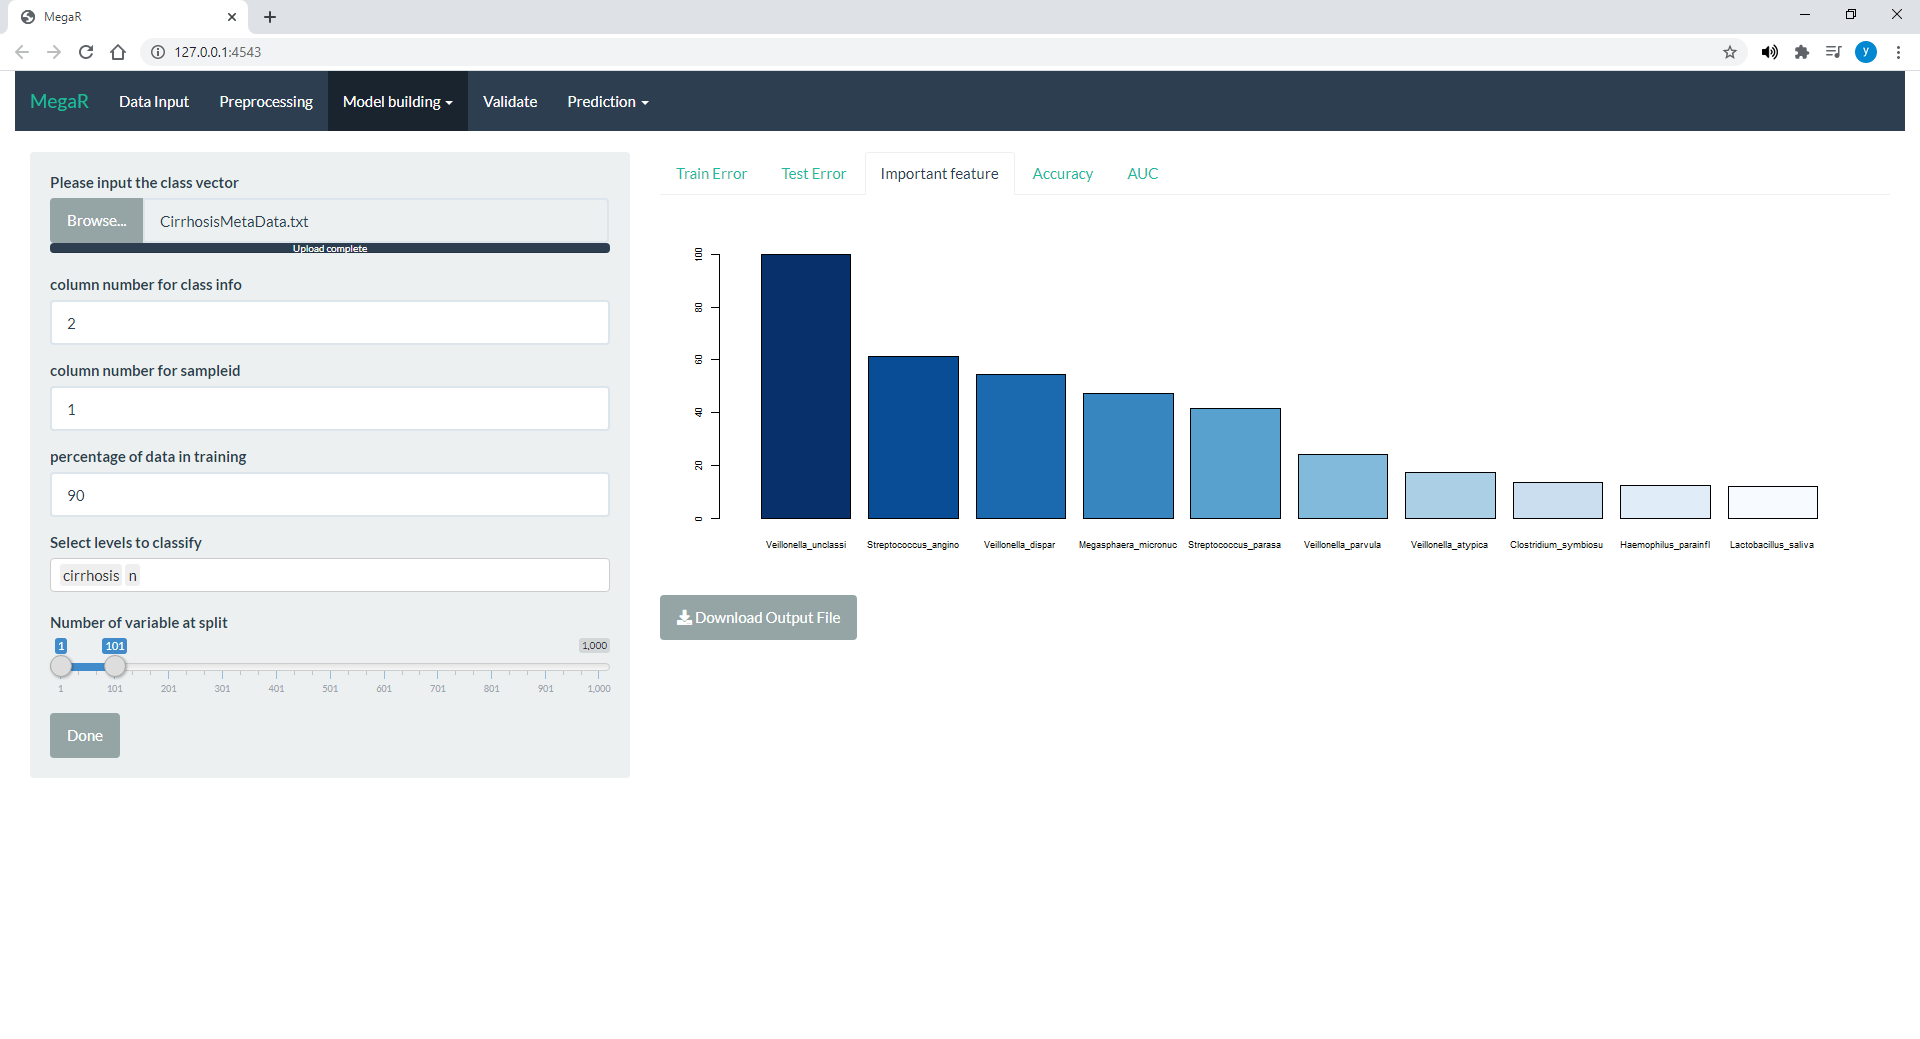 MegaR
127.0.0.1:4543
y
MegaR Data Input Preprocessing Model building Validate Prediction
Please input the class vector
Browse... CirrhosisMetaData.txt
Upload complete
column number for class info
2
column number for sampleid
1
percentage of data in training
90
Select levels to classify
cirrhosis n
Number of variable at split
1 101 1,000
1 101 201 301 401 501 601 701 801 901 1,000
Done
Train Error Test Error Important feature Accuracy AUC
100
80
60
40
20
0
Veillonella_unclassi Streptococcus_angino Veillonella_dispar Megasphaera_micronuc Streptococcus_parasa Veillonella_parvula Veillonella_atypica Clostridium_symbiosu Haemophilus_parainfl Lactobacillus_saliva
Download Output File